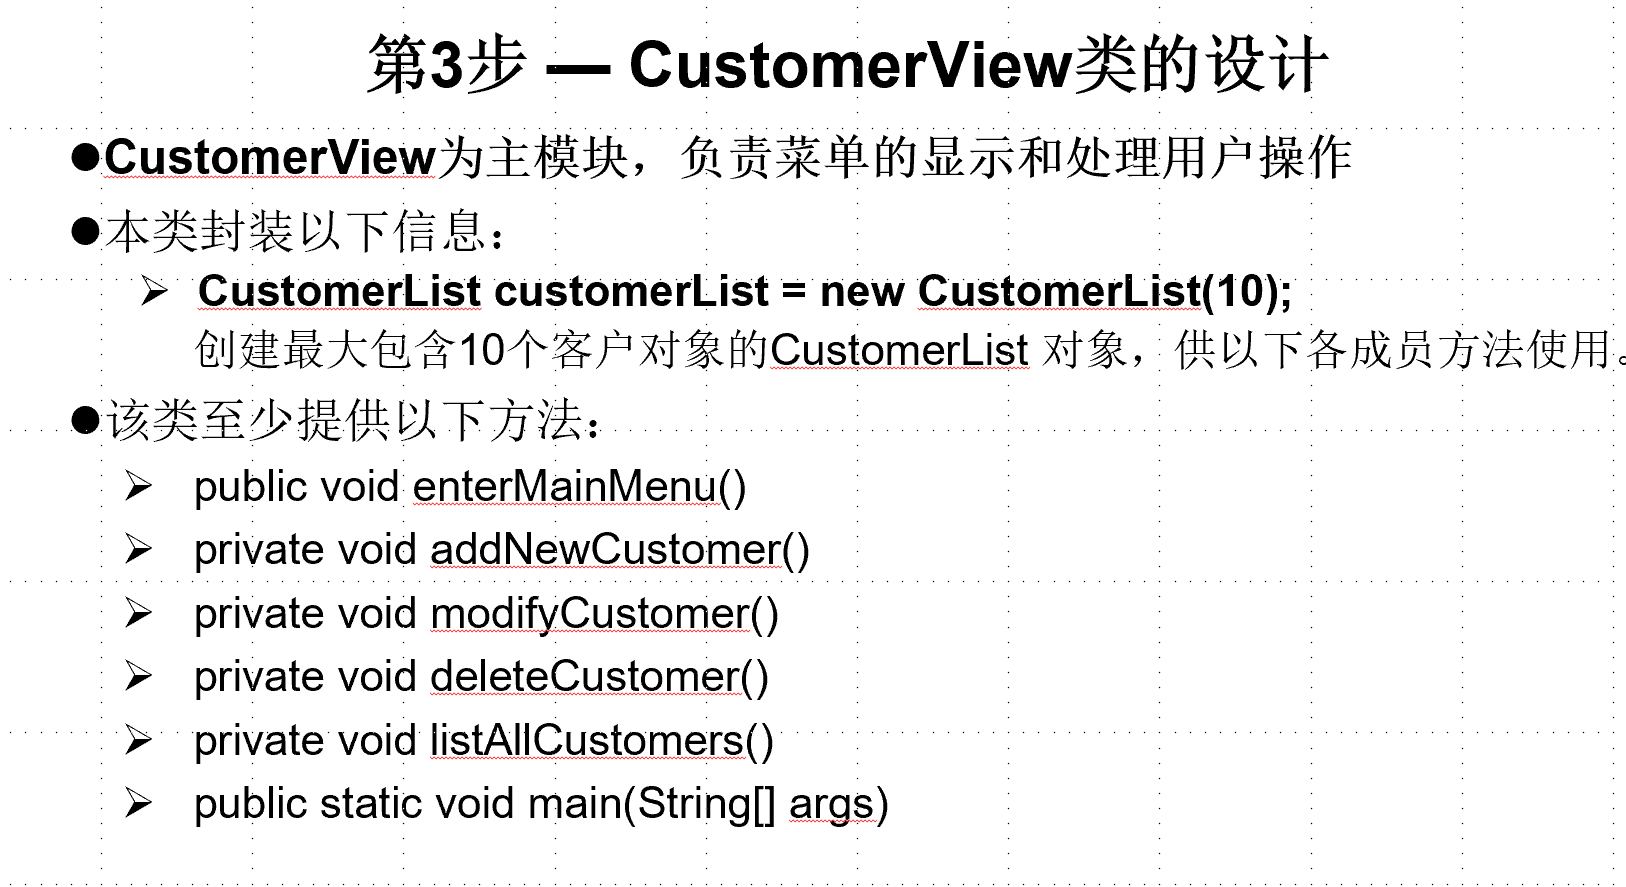 第3步 — CustomerView类的设计
●CustomerView为主模块，负责菜单的显示和处理用户操作
●本类封装以下信息：
➢ CustomerList customerList = new CustomerList(10);
创建最大包含10个客户对象的CustomerList 对象，供以下各成员方法使用。
●该类至少提供以下方法：
➢ public void enterMainMenu()
➢ private void addNewCustomer()
➢ private void modifyCustomer()
➢ private void deleteCustomer()
➢ private void listAllCustomers()
➢ public static void main(String[] args)